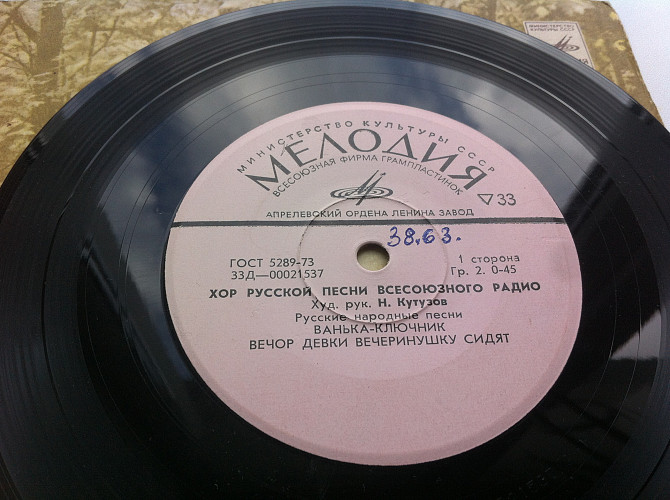 МИНИСТЕРСТВО КУЛЬТУРЫ СССР
МЕЛОДИЯ
ВСЕСОЮЗНАЯ ФИРМА ГРАМПЛАСТИНОК
33
АПРЕЛЕВСКИЙ ОРДЕНА ЛЕНИНА ЗАВОД
38.63.
ГОСТ 5289-73
1 сторона
33Д—00021537
Гр. 2. 0-45
ХОР РУССКОЙ ПЕСНИ ВСЕСОЮЗНОГО РАДИО
Худ. рук. Н. Кутузов
Русские народные песни
ВАНЬКА-КЛЮЧНИК
ВЕЧОР ДЕВКИ ВЕЧЕРИНУШКУ СИДЯТ